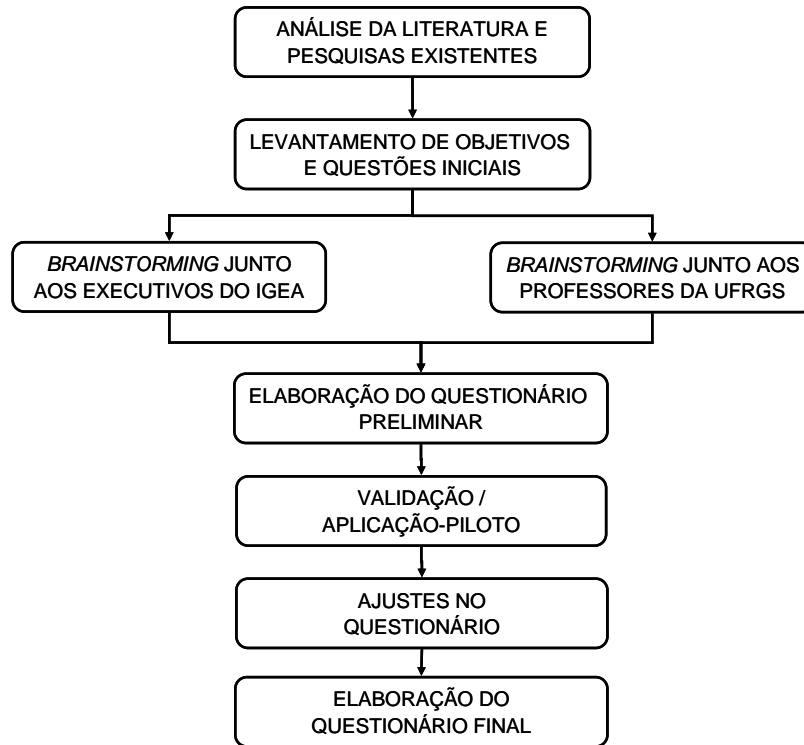 ANÁLISE DA LITERATURA E
PESQUISAS EXISTENTES
LEVANTAMENTO DE OBJETIVOS
E QUESTÕES INICIAIS
BRAINSTORMING JUNTO
AOS EXECUTIVOS DO IGEA
BRAINSTORMING JUNTO AOS
PROFESSORES DA UFRGS
ELABORAÇÃO DO QUESTIONÁRIO
PRELIMINAR
VALIDAÇÃO /
APLICAÇÃO-PILOTO
AJUSTES NO
QUESTIONÁRIO
ELABORAÇÃO DO
QUESTIONÁRIO FINAL